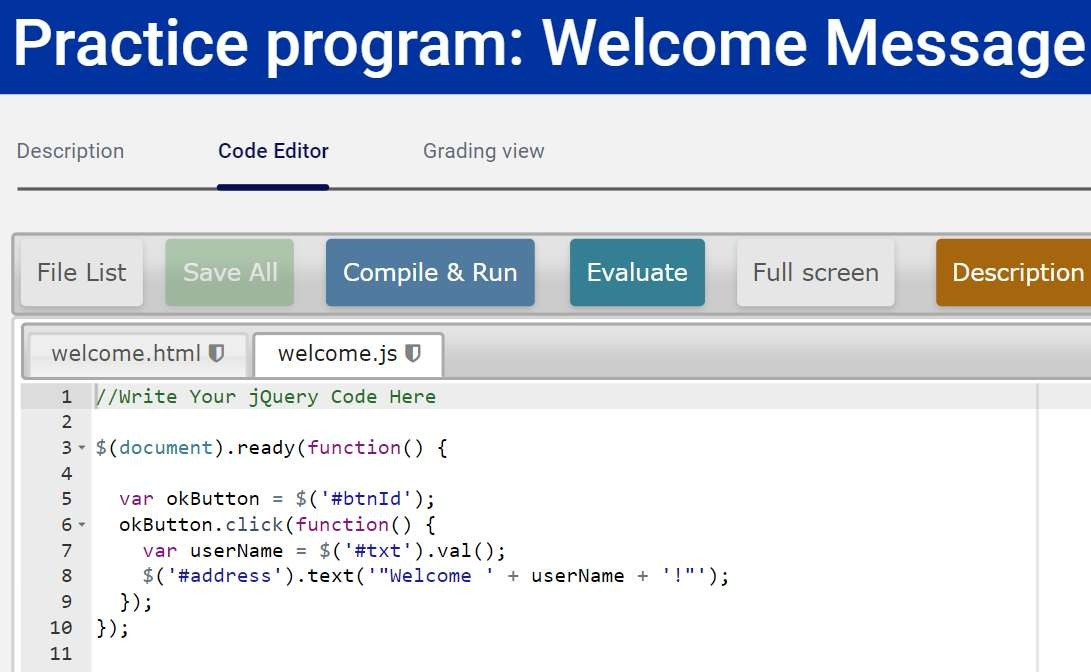 Practice program: Welcome Message
Description Code Editor Grading view
File List Save All Compile & Run Evaluate Full screen Description
welcome.html welcome.js
1 //Write Your jQuery Code Here
2
3 $(document).ready(function() {
4
5 var okButton = $('#btnId');
6 okButton.click(function() {
7 var userName = $('#txt').val();
8 $('#address').text('"Welcome ' + userName + '!"');
9 });
10 });
11